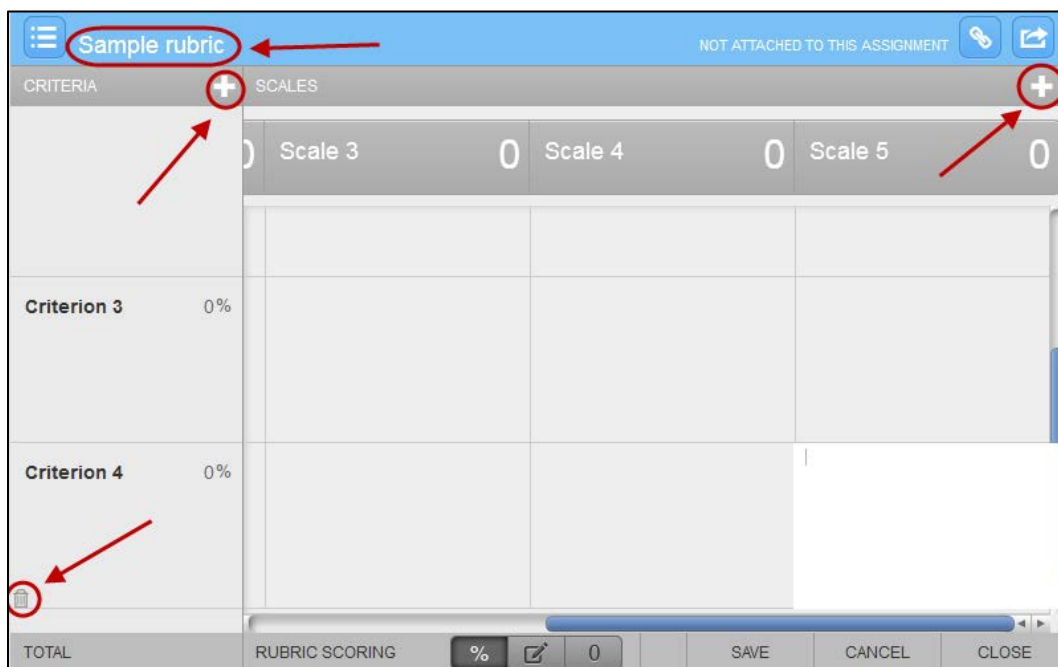 Sample rubric NOT ATTACHED TO THIS ASSIGNMENT
CRITERIA SCALES
0 Scale 3 0 Scale 4 0 Scale 5 0
Criterion 3 0%
Criterion 4 0%
TOTAL RUBRIC SCORING % 0 SAVE CANCEL CLOSE